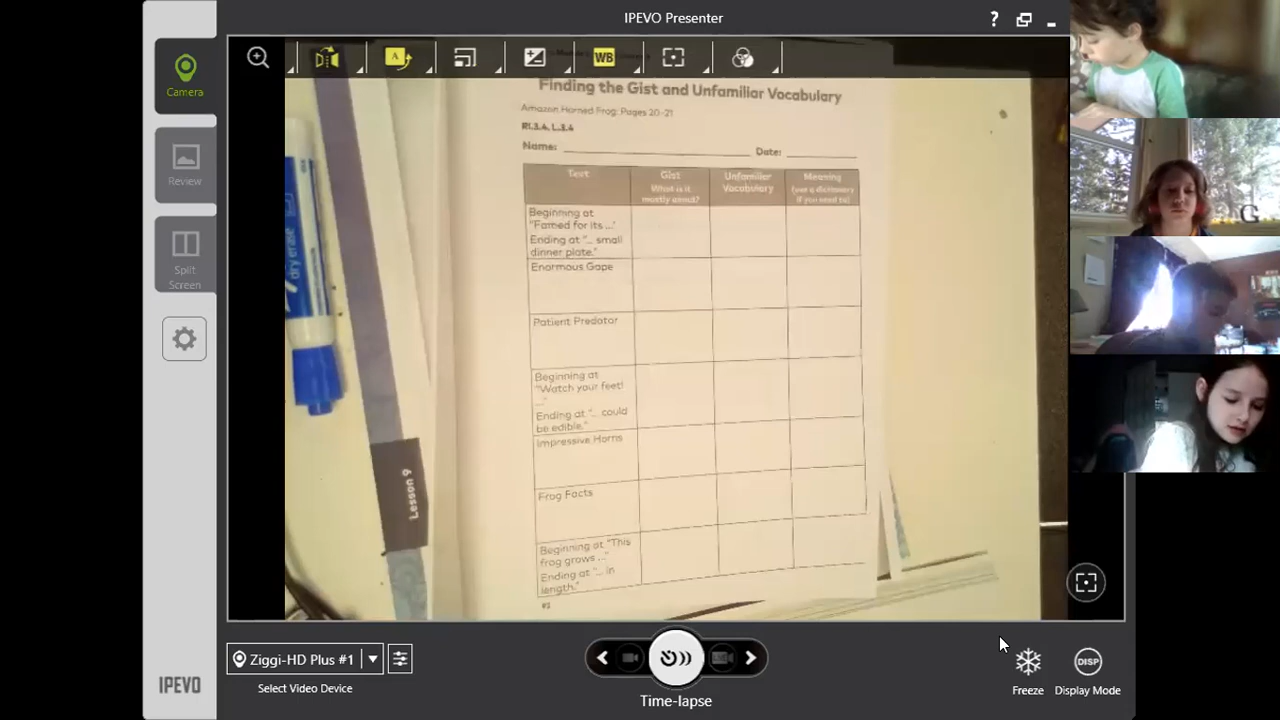 IPEVO Presenter
?
Camera
Review
Split
Screen
IPEVO
A
WB
Finding the Gist and Unfamiliar Vocabulary
Amazon Horned Frog: Pages 20-21
RI.3.4, L.3.4
Name:
Date:
Text
Gist
What is it
mostly about?
Unfamiliar
Vocabulary
Meaning
(use a dictionary
if you need to)
Beginning at
"Famed for its ..."
Ending at "... small
dinner plate."
Enormous Gape
Patient Predator
Beginning at
"Watch your feet!
..."
Ending at "... could
be edible."
Impressive Horns
Frog Facts
Beginning at "This
frog grows ..."
Ending at "... in
length."
dry erase
Lesson 9
G
Ziggi-HD Plus #1
Select Video Device
Time-lapse
Freeze
DISP
Display Mode